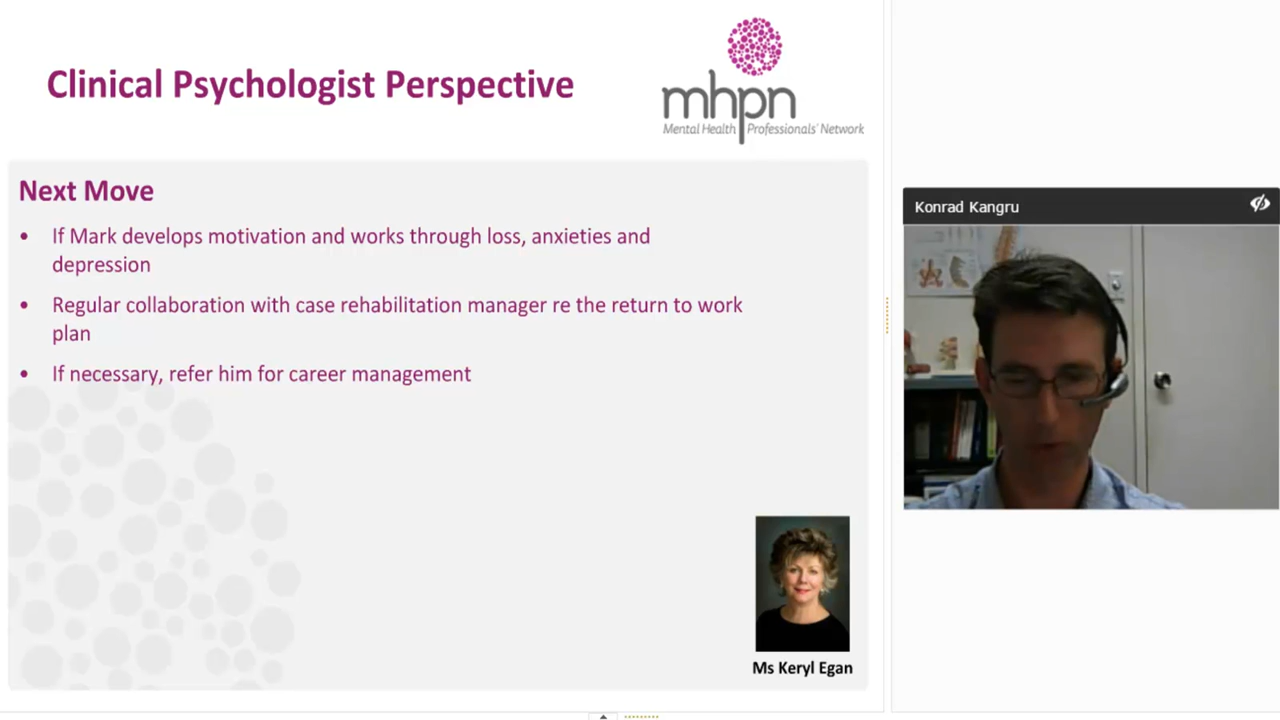 Clinical Psychologist Perspective
mhpn
Mental Health Professionals' Network
Next Move
• If Mark develops motivation and works through loss, anxieties and
depression
• Regular collaboration with case rehabilitation manager re the return to work
plan
• If necessary, refer him for career management
Ms Keryl Egan
Konrad Kangru